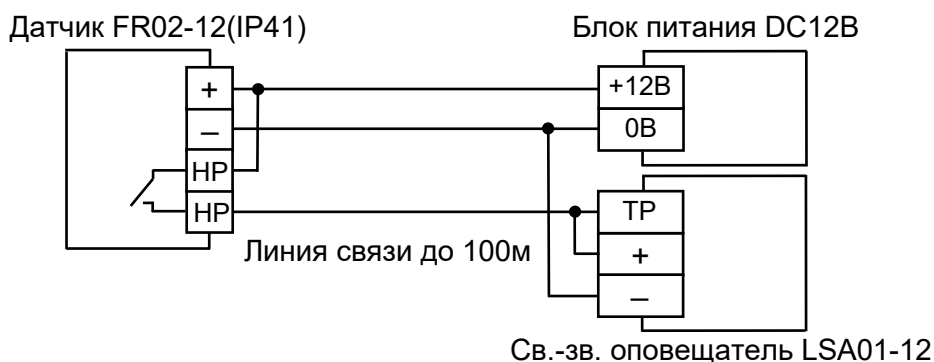 Датчик FR02-12(IP41)
Блок питания DC12В
+
–
НР
НР
+12В
0В
ТР
+
–
Линия связи до 100м
Св.-зв. оповещатель LSA01-12